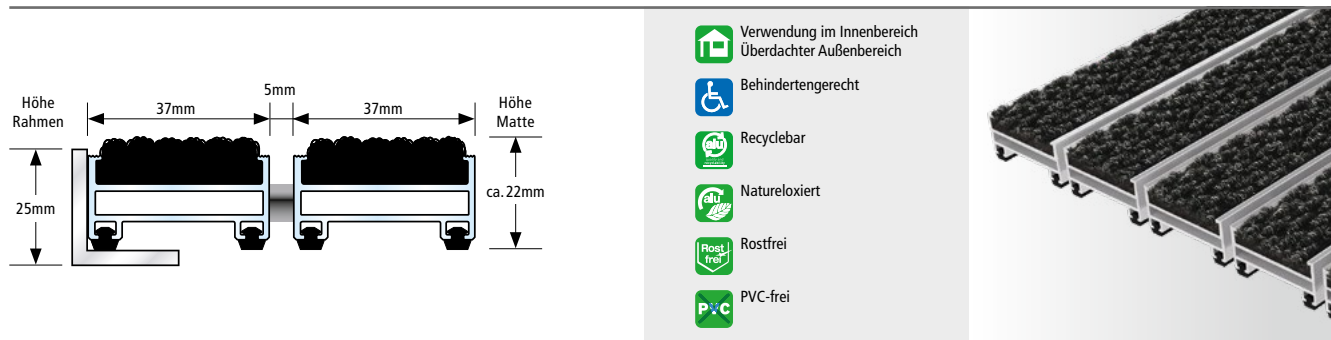 Höhe
Rahmen
37mm
5mm
37mm
Höhe
Matte
25mm
ca. 22mm
Verwendung im Innenbereich
Überdachter Außenbereich
Behindertengerecht
alu
Recyclebar
alu
Natureloxiert
Rost
frei
Rostfrei
PVC
PVC-frei